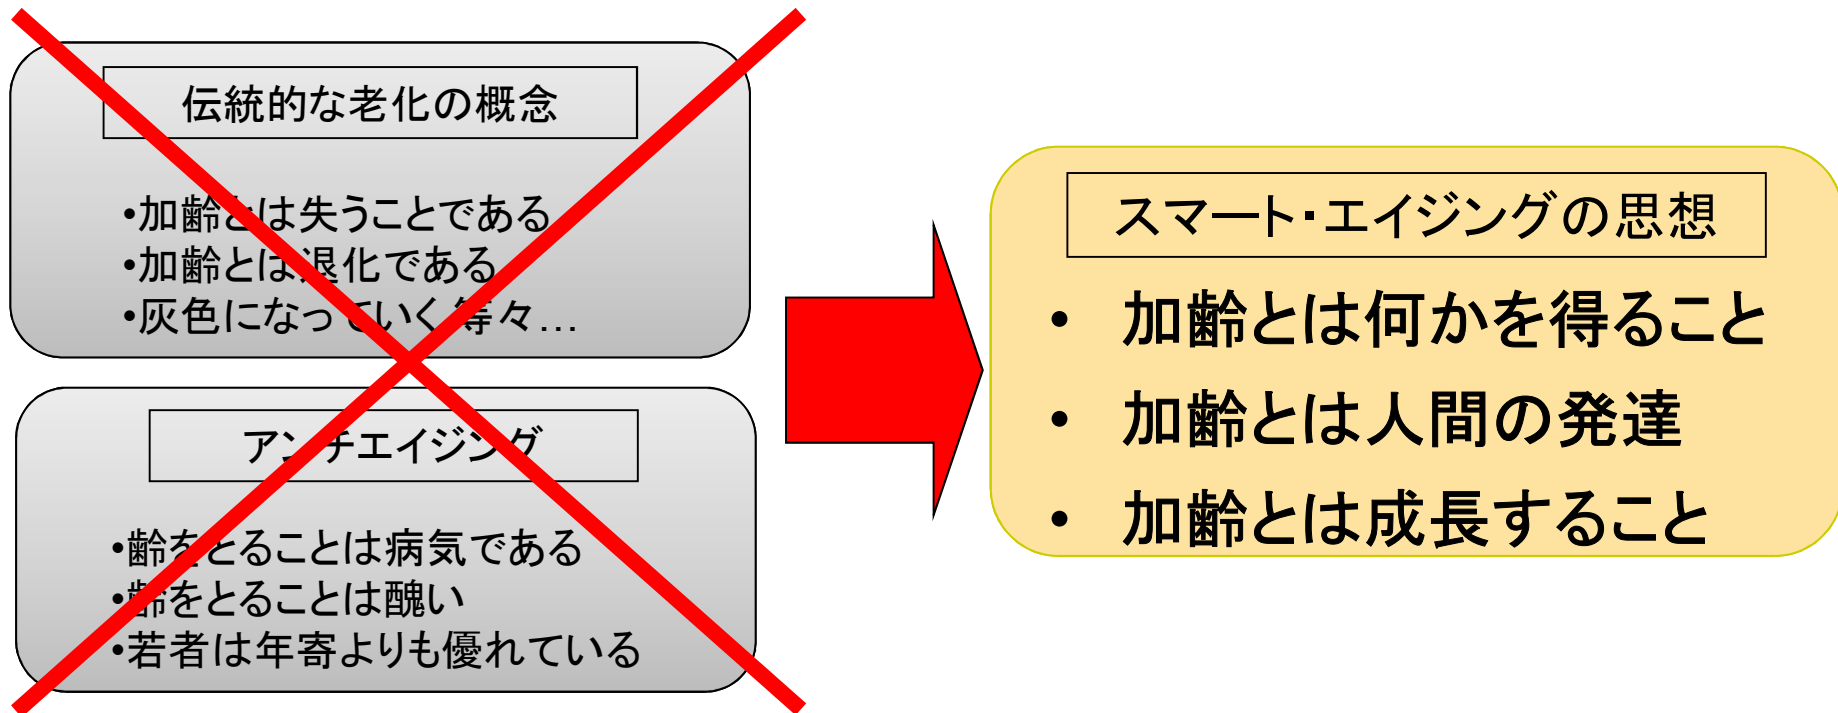 伝統的な老化の概念
•加齢とは失うことである
•加齢とは退化である
•灰色になっていく等々…
アンチエイジング
•齢をとることは病気である
•齢をとることは醜い
•若者は年寄よりも優れている
スマート・エイジングの思想
• 加齢とは何かを得ること
• 加齢とは人間の発達
• 加齢とは成長すること